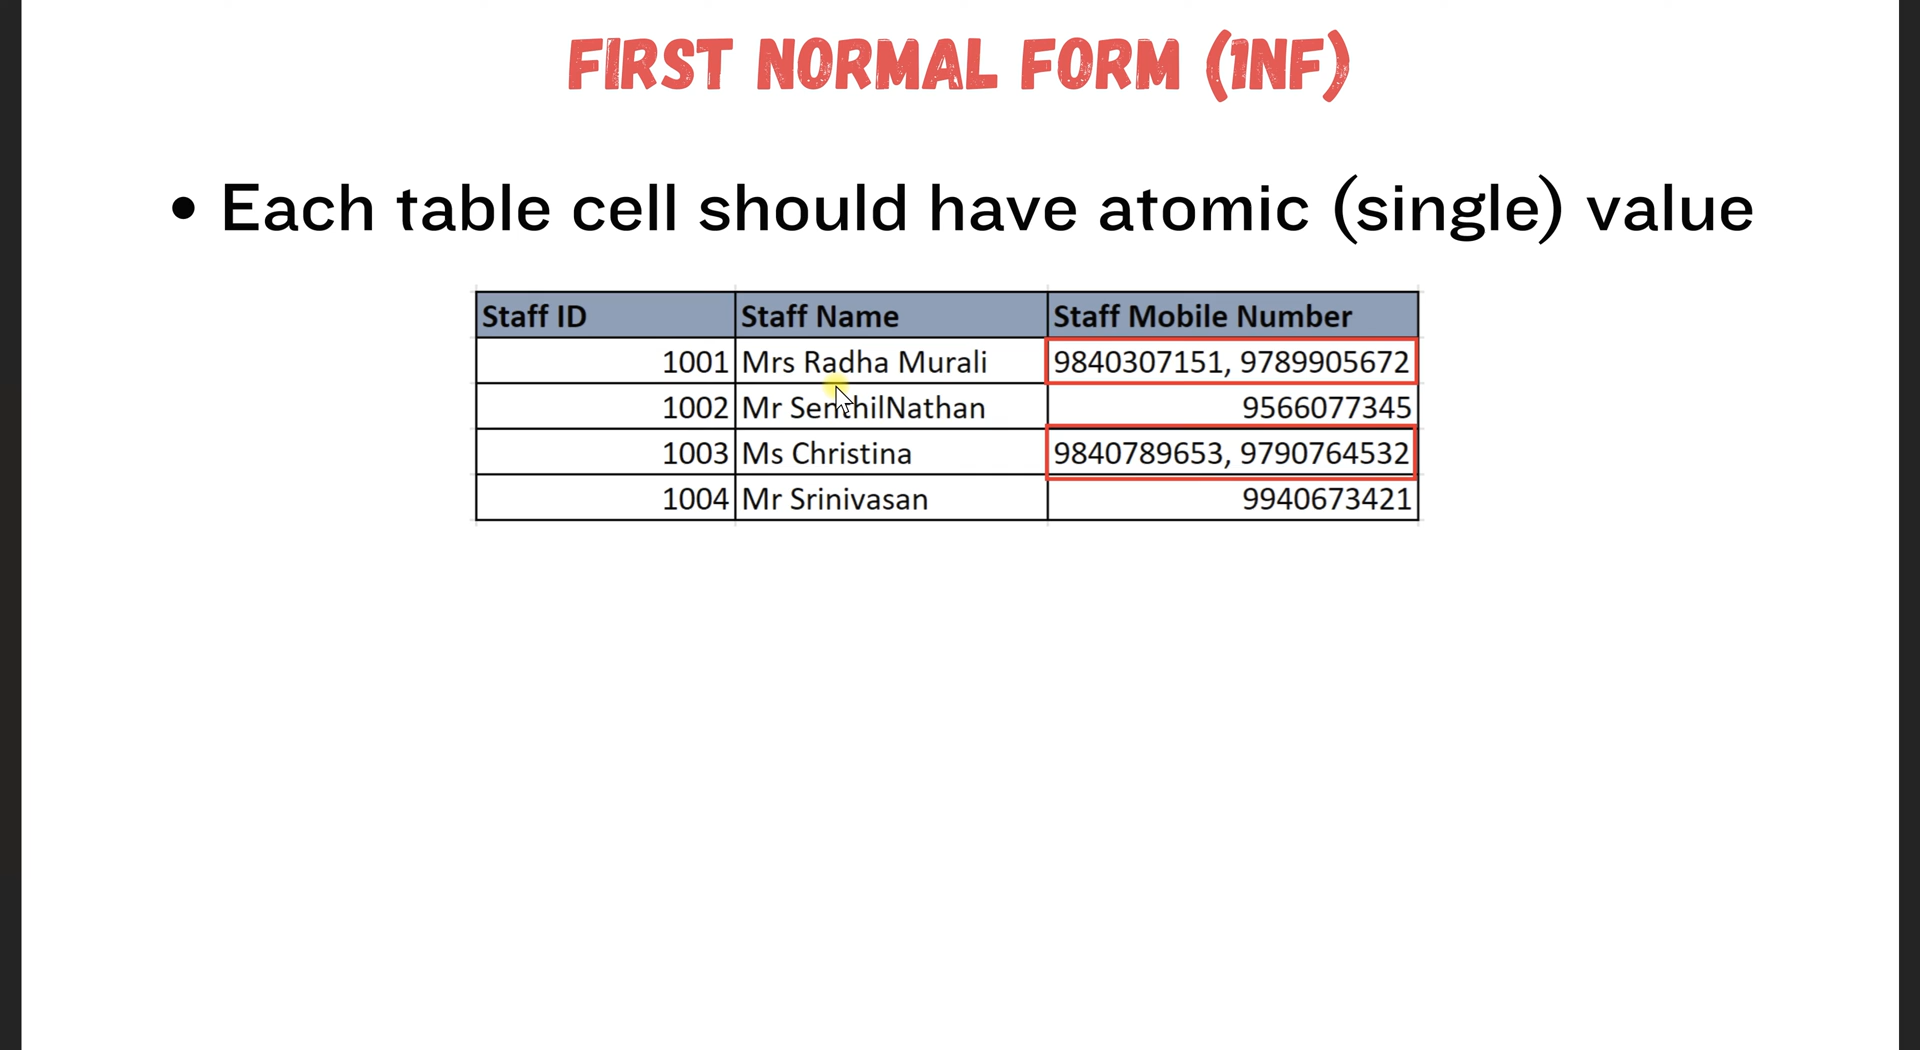 FIRST NORMAL FORM (1NF)
• Each table cell should have atomic (single) value
Staff ID Staff Name Staff Mobile Number
1001 Mrs Radha Murali 9840307151, 9789905672
1002 Mr SenthilNathan 9566077345
1003 Ms Christina 9840789653, 9790764532
1004 Mr Srinivasan 9940673421